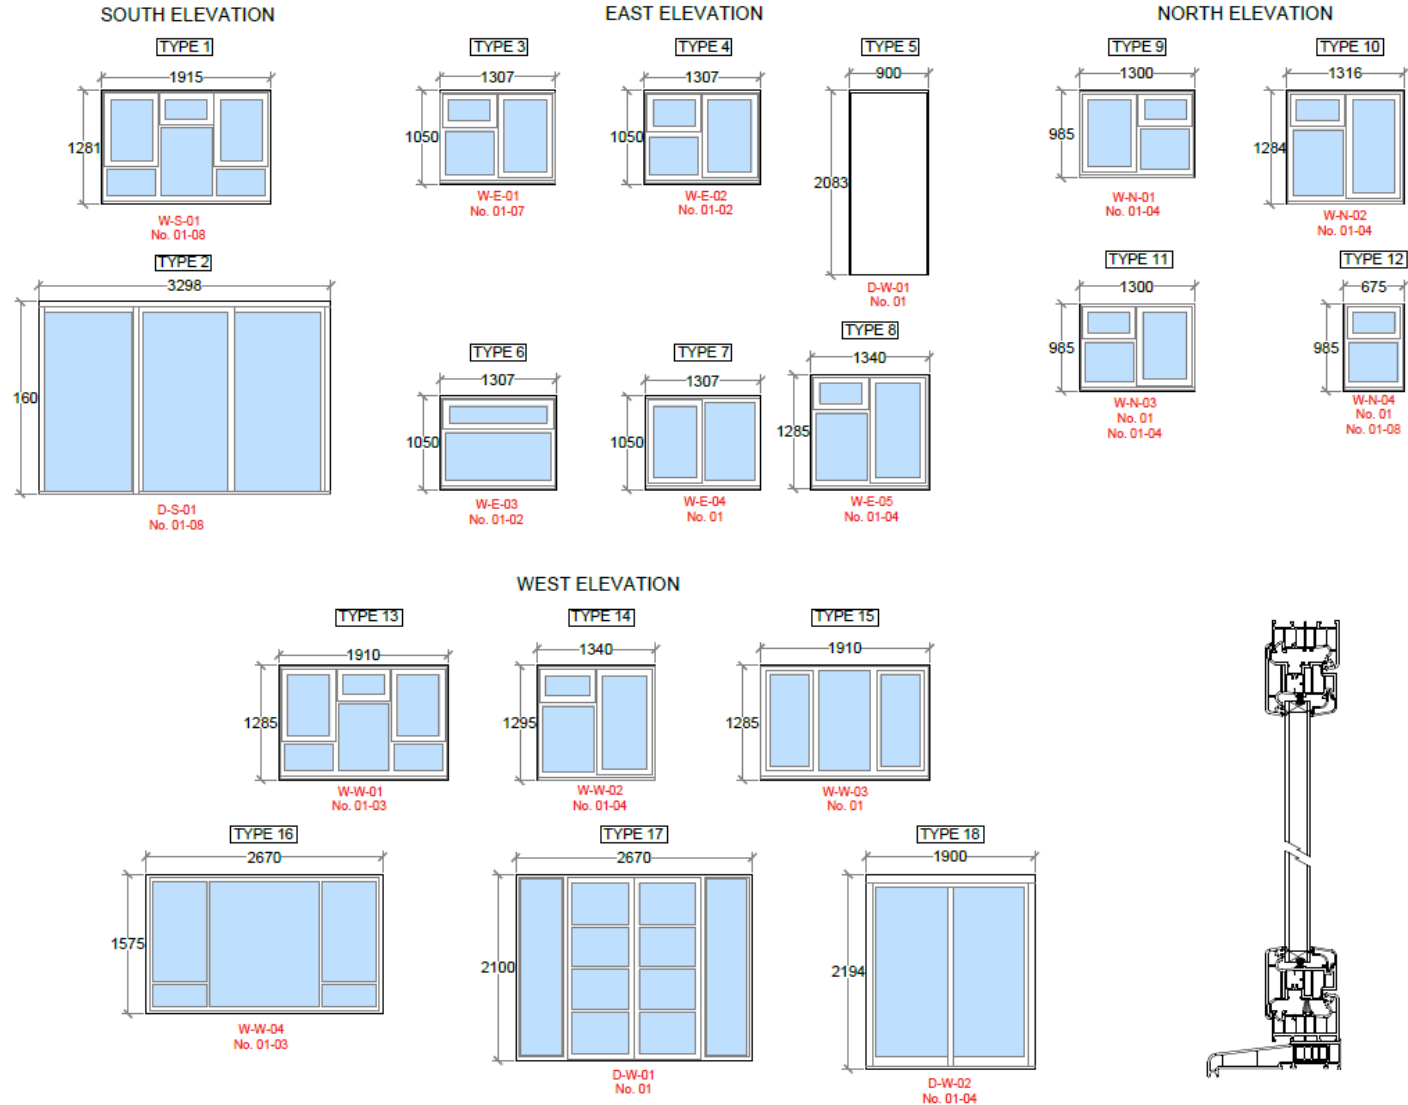 SOUTH ELEVATION
TYPE 1
1915
1281
W-S-01
No. 01-08
TYPE 2
3298
160
D-S-01
No. 01-08
EAST ELEVATION
TYPE 3
1307
1050
W-E-01
No. 01-07
TYPE 4
1307
1050
W-E-02
No. 01-02
TYPE 5
900
2083
D-W-01
No. 01
TYPE 6
1307
1050
W-E-03
No. 01-02
TYPE 7
1307
1050
W-E-04
No. 01
TYPE 8
1340
1285
W-E-05
No. 01-04
NORTH ELEVATION
TYPE 9
1300
985
W-N-01
No. 01-04
TYPE 10
1316
1284
W-N-02
No. 01-04
TYPE 11
1300
985
W-N-03
No. 01
No. 01-04
TYPE 12
675
985
W-N-04
No. 01
No. 01-08
WEST ELEVATION
TYPE 13
1910
1285
W-W-01
No. 01-03
TYPE 14
1340
1295
W-W-02
No. 01-04
TYPE 15
1910
1285
W-W-03
No. 01
TYPE 16
2670
1575
W-W-04
No. 01-03
TYPE 17
2670
2100
D-W-01
No. 01
TYPE 18
1900
2194
D-W-02
No. 01-04